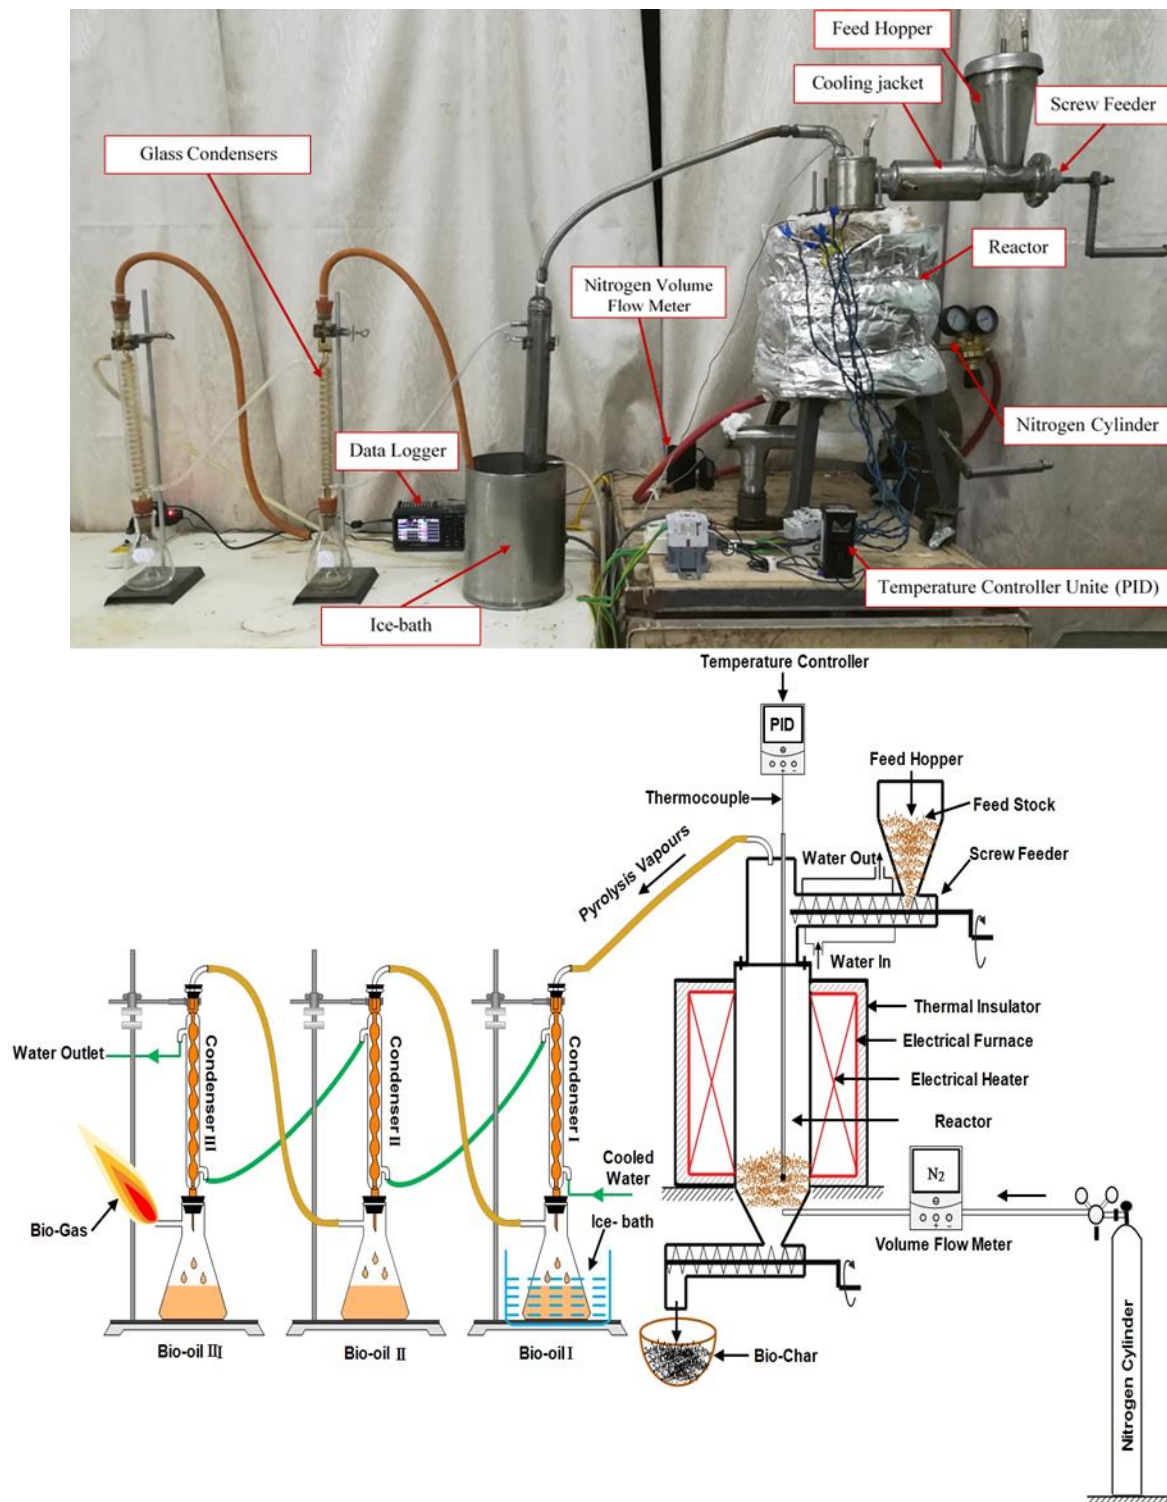 Feed Hopper
Cooling jacket
Screw Feeder
Glass Condensers
Reactor
Nitrogen Volume
Flow Meter
Nitrogen Cylinder
Data Logger
Temperature Controller Unite (PID)
Ice-bath
Temperature Controller
PID
Feed Hopper
Thermocouple
Feed Stock
Pyrolysis Vapours
Water Out
Screw Feeder
Water In
Thermal Insulator
Water Outlet
Condenser III
Condenser II
Condenser I
Electrical Furnace
Electrical Heater
Reactor
Cooled
Water
N2
Bio-Gas
Ice- bath
Volume Flow Meter
Bio-oil III
Bio-oil II
Bio-oil I
Bio-Char
Nitrogen Cylinder